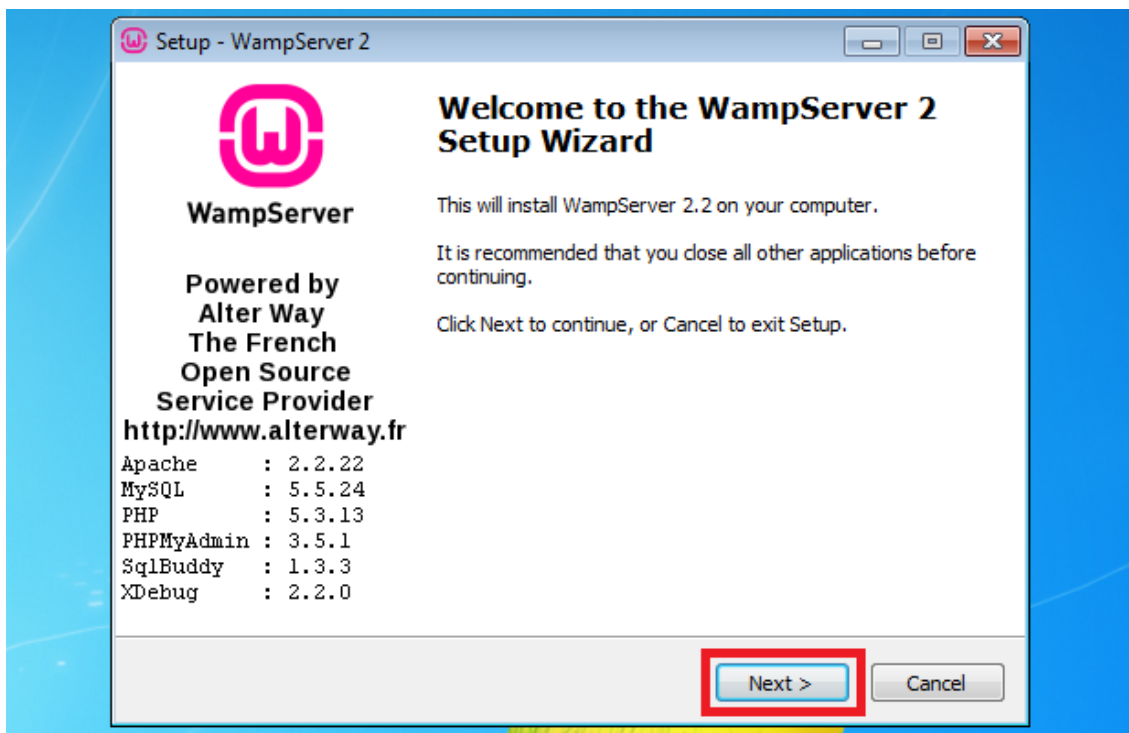 Setup - WampServer 2
WampServer
Powered by
Alter Way
The French
Open Source
Service Provider
http://www.alterway.fr
Apache : 2.2.22
MySQL : 5.5.24
PHP : 5.3.13
PHPMyAdmin : 3.5.1
SqlBuddy : 1.3.3
XDebug : 2.2.0
Welcome to the WampServer 2
Setup Wizard
This will install WampServer 2.2 on your computer.
It is recommended that you close all other applications before
continuing.
Click Next to continue, or Cancel to exit Setup.
Next >
Cancel